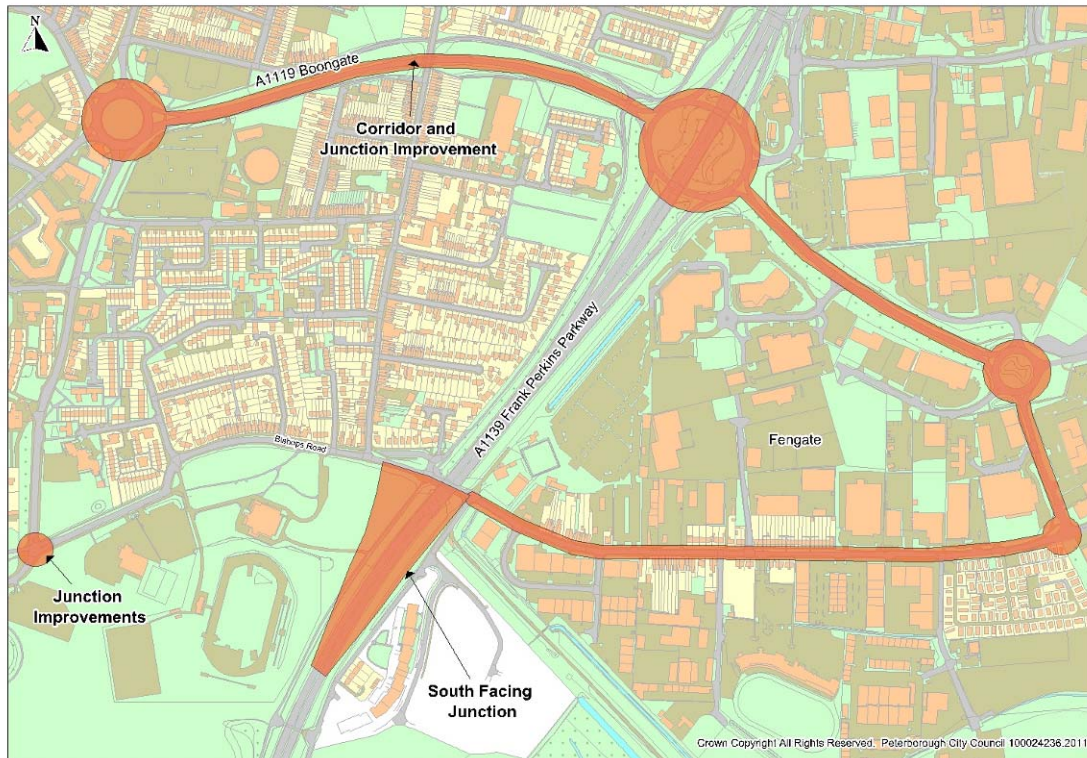 N
A1119 Boongate
Corridor and
Junction Improvement
A1139 Frank Perkins Parkway
Bishops Road
Fengate
Junction
Improvements
South Facing
Junction
Crown Copyright All Rights Reserved. Peterborough City Council 100024236.2011